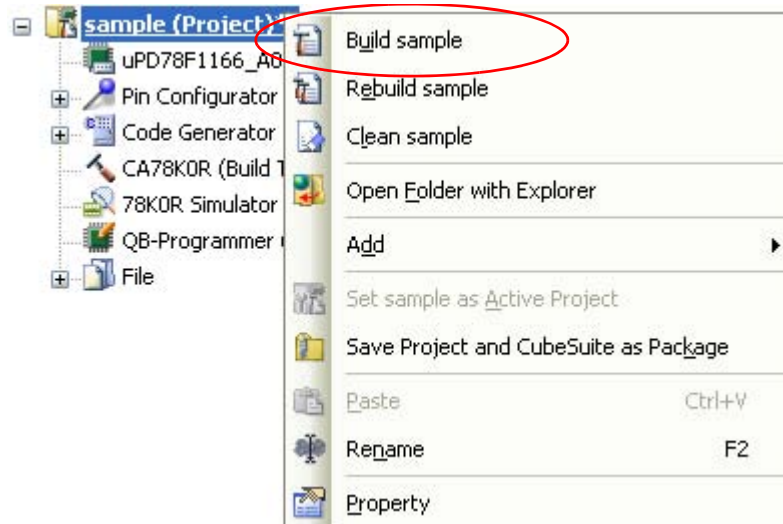 sample (Project)
uPD78F1166_A0
Pin Configurator
Code Generator
CA78K0R (Build
78K0R Simulator
QB-Programmer
File
Build sample
Rebuild sample
Clean sample
Open Folder with Explorer
Add
Set sample as Active Project
Save Project and CubeSuite as Package
Paste Ctrl+V
Rename F2
Property